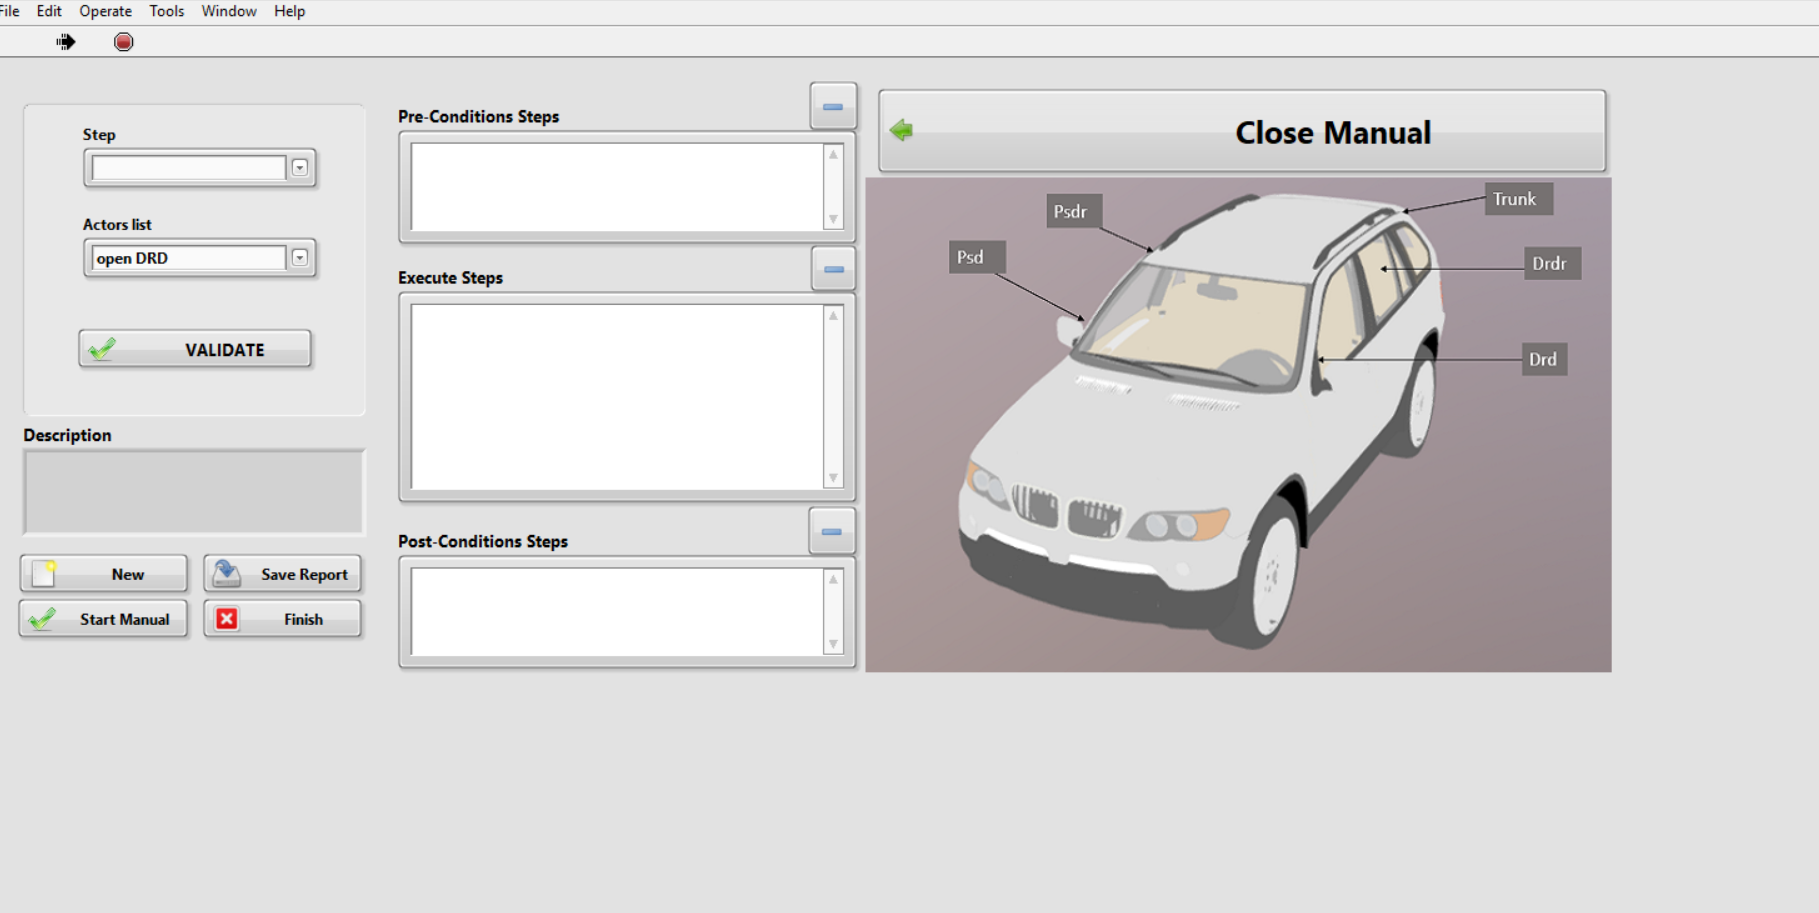 File Edit Operate Tools Window Help
Step
Actors list
open DRD
VALIDATE
Description
New
Save Report
Start Manual
Finish
Pre-Conditions Steps
Execute Steps
Post-Conditions Steps
Close Manual
Psdr
Trunk
Psd
Drdr
Drd